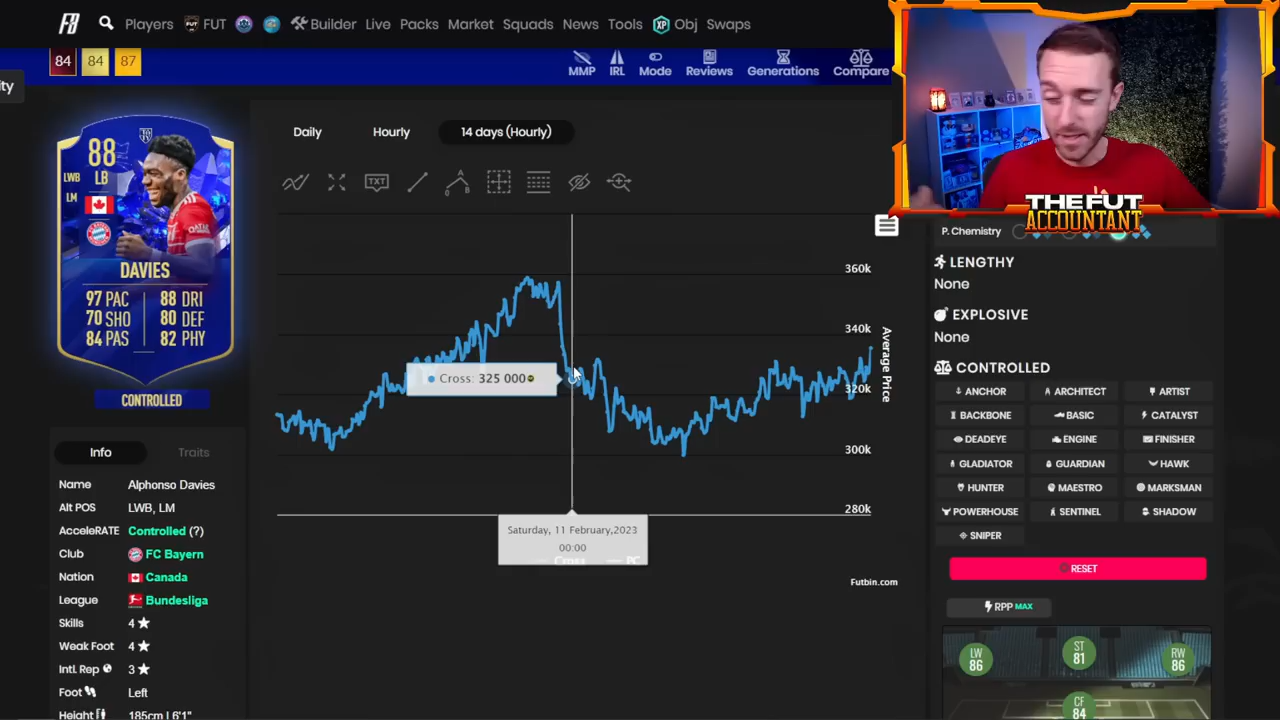 F8 Players FUT Builder Live Packs Market Squads News Tools XP Obj Swaps
84 84 87
MMP IRL Mode Reviews Generations Compare
ty
Daily Hourly 14 days (Hourly)
TXT
88
LB
LWB
LM
DAVIES
97 PAC 88 DRI
70 SHO 80 DEF
84 PAS 82 PHY
CONTROLLED
Info Traits
Name Alphonso Davies
Alt POS LWB, LM
AcceleRATE Controlled (?)
Club FC Bayern
Nation Canada
League Bundesliga
Skills 4
Weak Foot 4
Intl. Rep 3
Foot Left
Height 185cm | 6'1"
360k
340k
320k
300k
280k
Average Price
Cross: 325 000
Saturday, 11 February,2023
00:00
Cross PC
Futbin.com
THE FUT
ACCOUNTANT
P. Chemistry
LENGTHY
None
EXPLOSIVE
None
CONTROLLED
ANCHOR ARCHITECT ARTIST
BACKBONE BASIC CATALYST
DEADEYE ENGINE FINISHER
GLADIATOR GUARDIAN HAWK
HUNTER MAESTRO MARKSMAN
POWERHOUSE SENTINEL SHADOW
SNIPER
RESET
RPP MAX
LW
86
ST
81
RW
86
CF
84